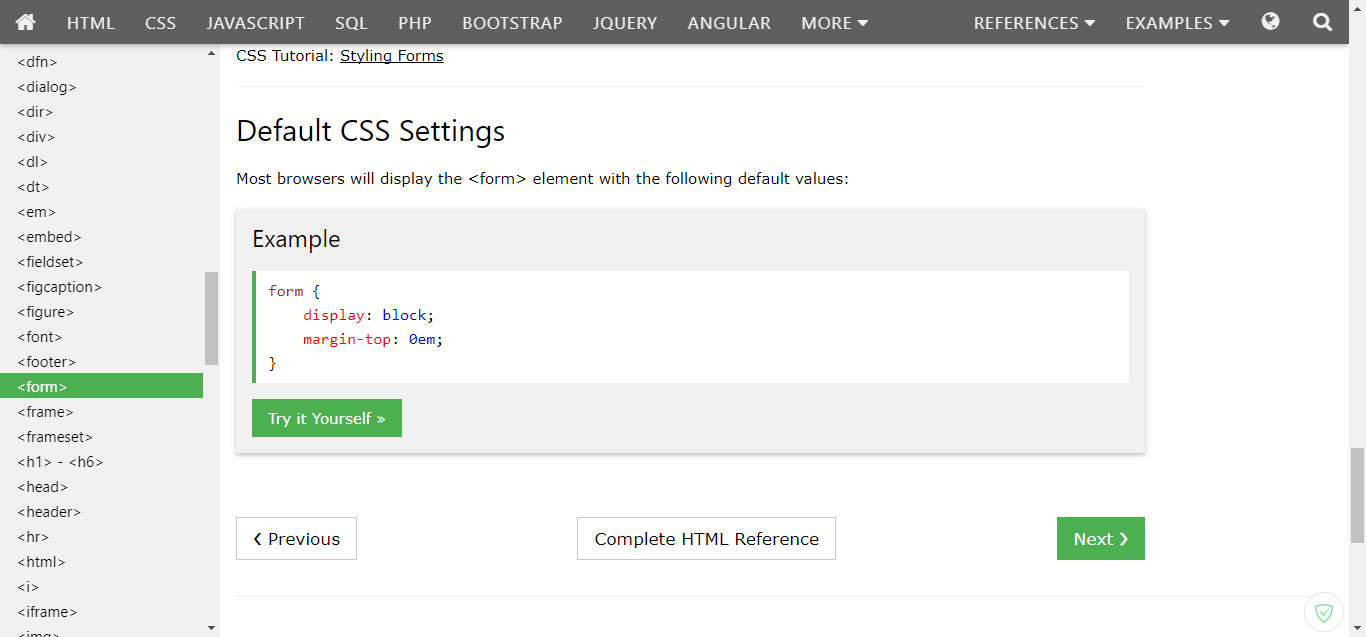 HTML CSS JAVASCRIPT SQL PHP BOOTSTRAP JQUERY ANGULAR MORE REFERENCES EXAMPLES
<dfn>
<dialog>
<dir>
<div>
<dl>
<dt>
<em>
<embed>
<fieldset>
<figcaption>
<figure>
<font>
<footer>
<form>
<frame>
<frameset>
<h1> - <h6>
<head>
<header>
<hr>
<html>
<i>
<iframe>
<img>
CSS Tutorial: Styling Forms
Default CSS Settings
Most browsers will display the <form> element with the following default values:
Example
form {
display: block;
margin-top: 0em;
}
Try it Yourself »
❮ Previous
Complete HTML Reference
Next ❯